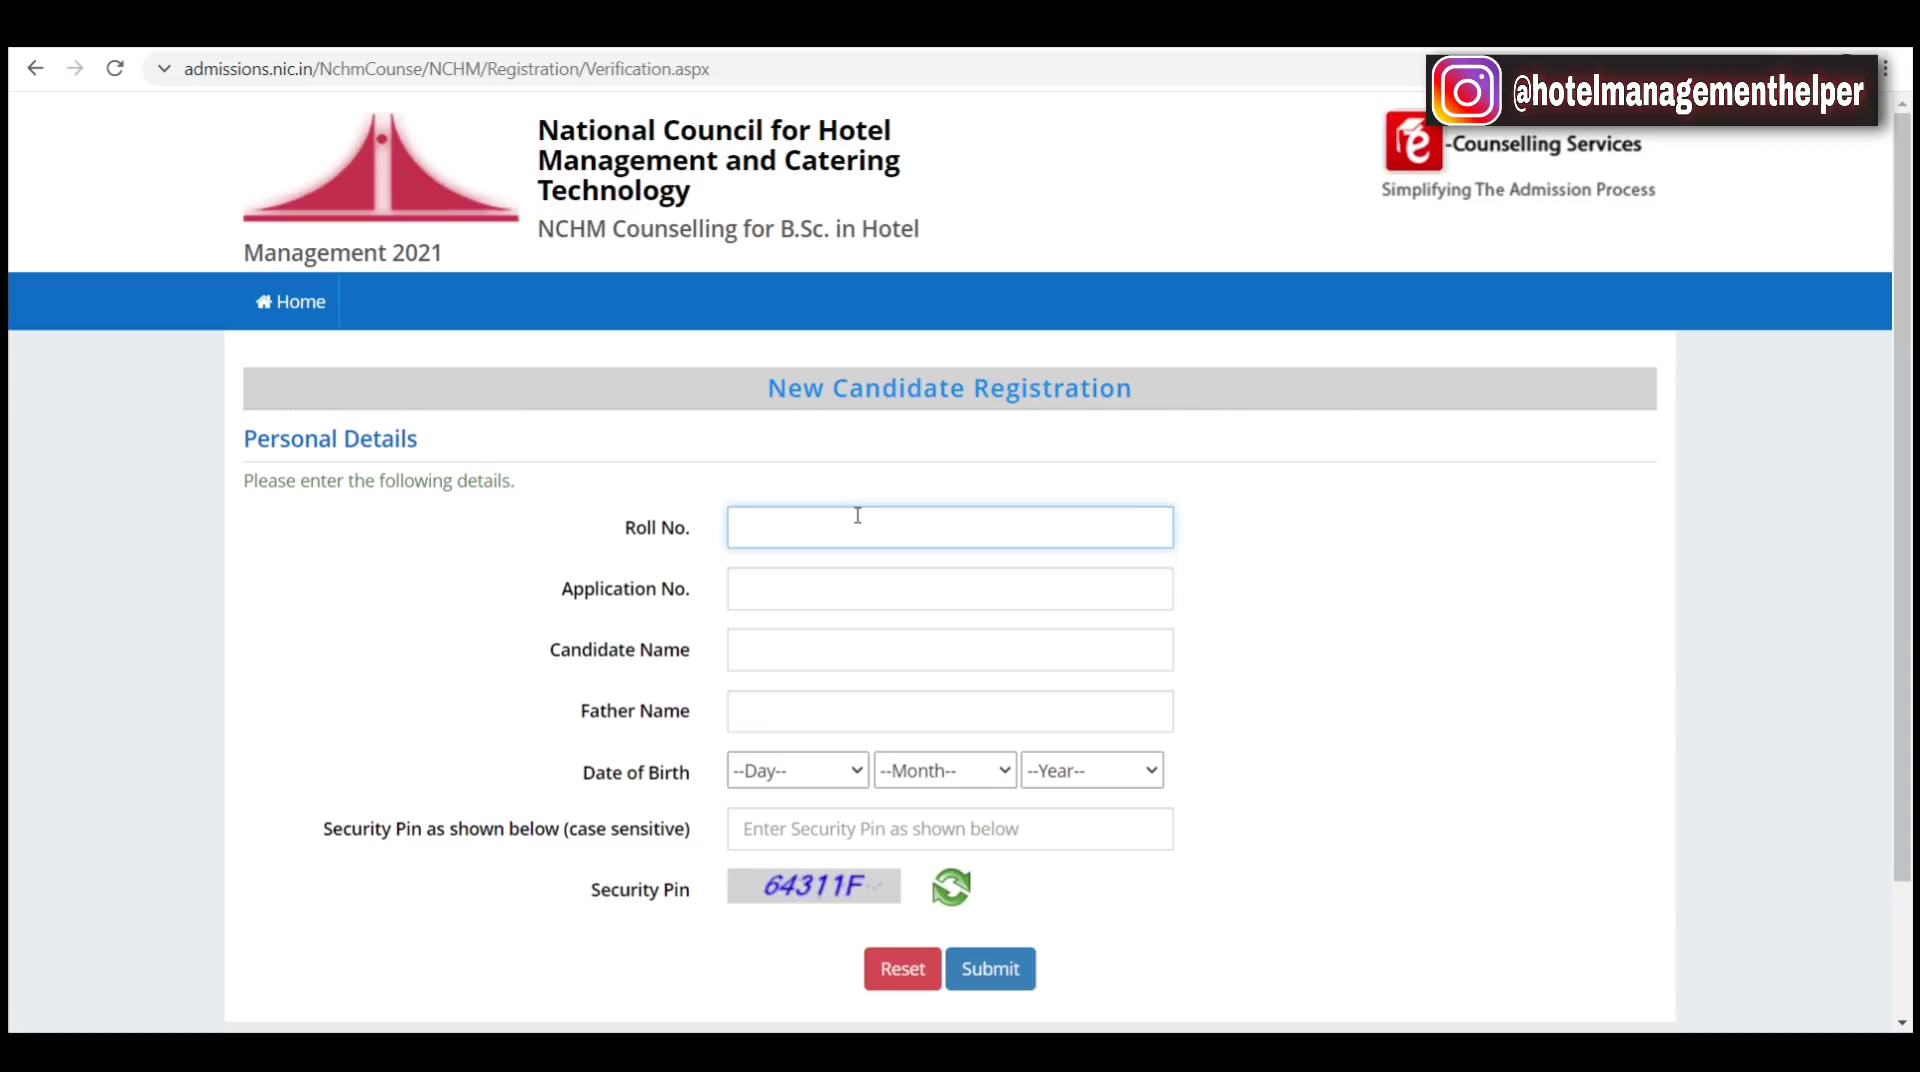 admissions.nic.in/NchmCounse/NCHM/Registration/Verification.aspx
@hotelmanagementhelper
National Council for Hotel
Management and Catering
Technology
NCHM Counselling for B.Sc. in Hotel
Management 2021
e-Counselling Services
Simplifying The Admission Process
Home
New Candidate Registration
Personal Details
Please enter the following details.
Roll No.
Application No.
Candidate Name
Father Name
Date of Birth --Day-- --Month-- --Year--
Security Pin as shown below (case sensitive) Enter Security Pin as shown below
Security Pin 64311F
Reset Submit